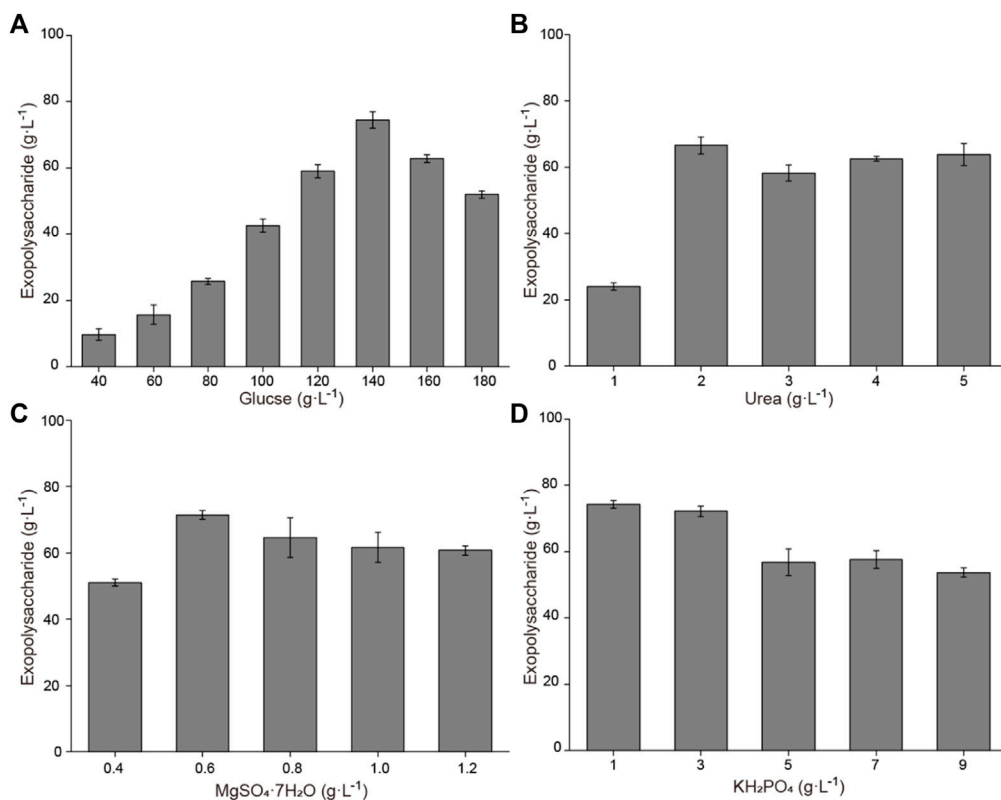 A
Exopolysaccharide (g·L⁻¹)
100
80
60
40
20
0
40 60 80 100 120 140 160 180
Glucse (g·L⁻¹)
B
Exopolysaccharide (g·L⁻¹)
100
80
60
40
20
0
1 2 3 4 5
Urea (g·L⁻¹)
C
Exopolysaccharide (g·L⁻¹)
100
80
60
40
20
0
0.4 0.6 0.8 1.0 1.2
MgSO₄·7H₂O (g·L⁻¹)
D
Exopolysaccharide (g·L⁻¹)
100
80
60
40
20
0
1 3 5 7 9
KH₂PO₄ (g·L⁻¹)